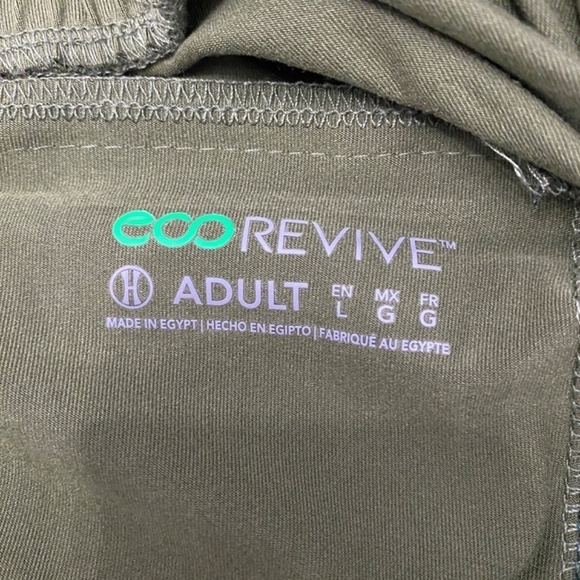 ecoREVIVE™
H ADULT EN L MX G FR G
MADE IN EGYPT | HECHO EN EGIPTO | FABRIQUÉ AU EGYPTE